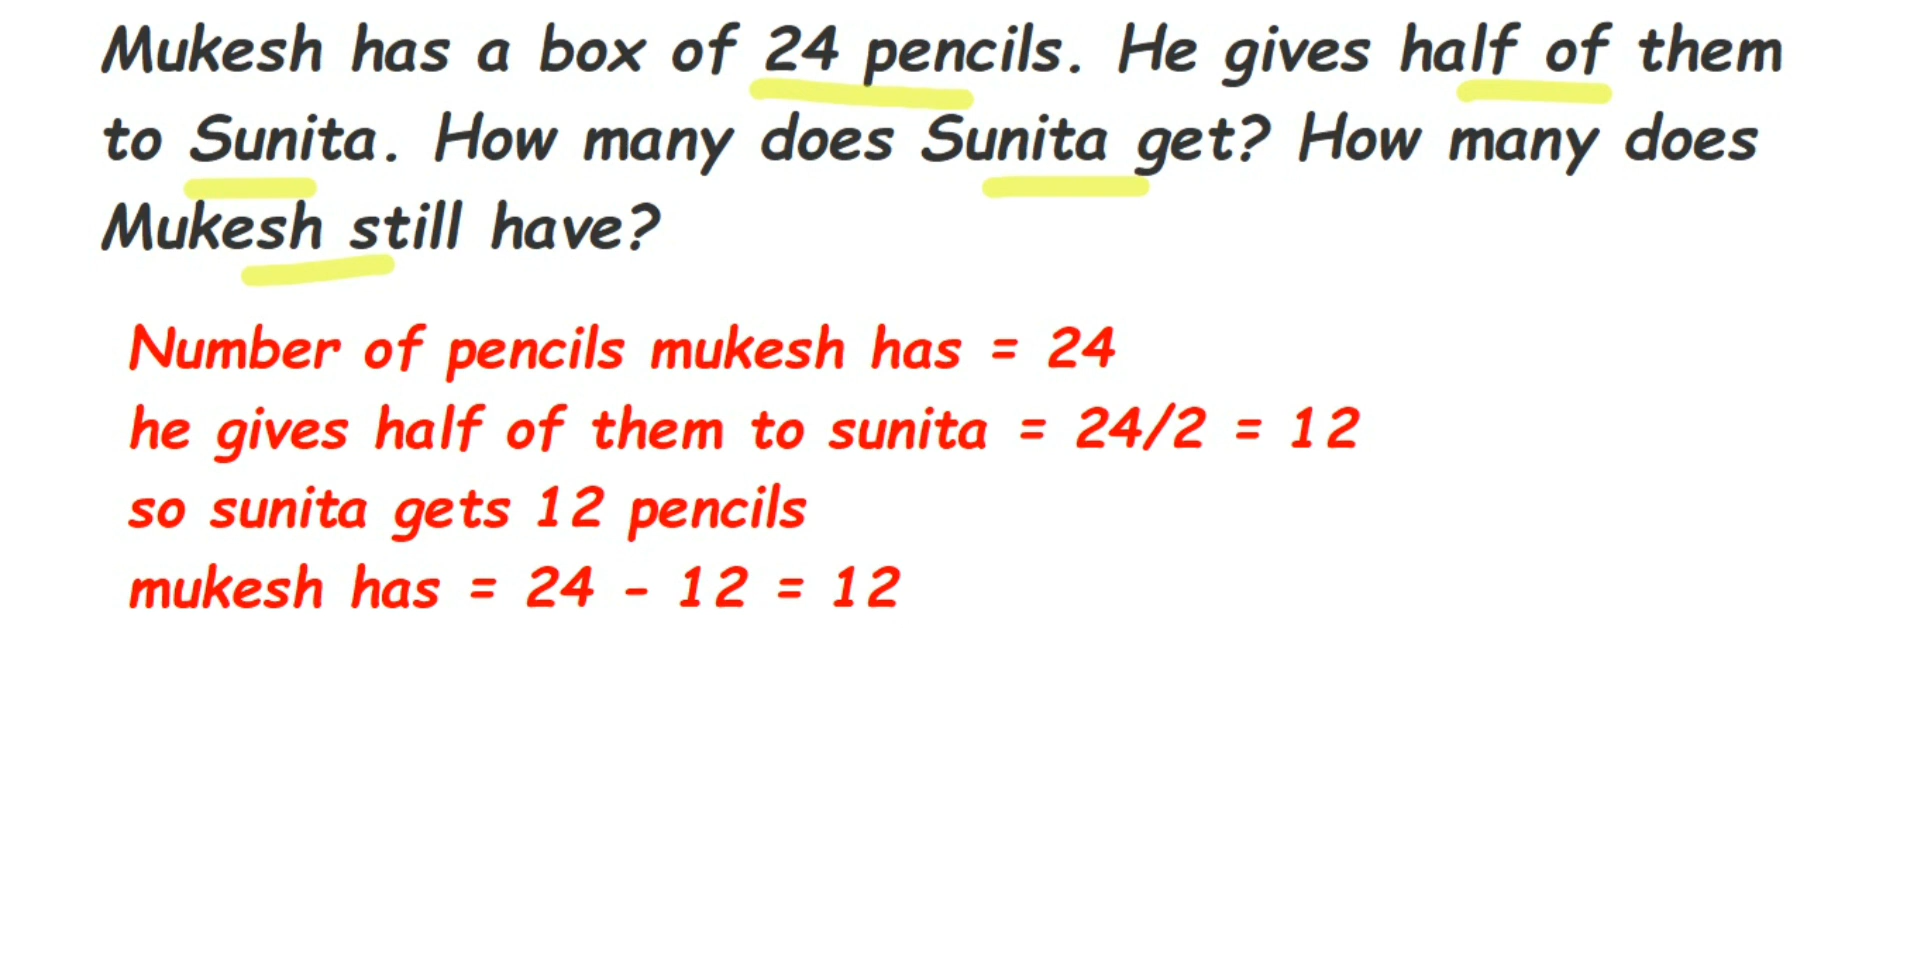 Mukesh has a box of 24 pencils. He gives half of them
to Sunita. How many does Sunita get? How many does
Mukesh still have?
Number of pencils mukesh has = 24
he gives half of them to sunita = 24/2 = 12
so sunita gets 12 pencils
mukesh has = 24 - 12 = 12